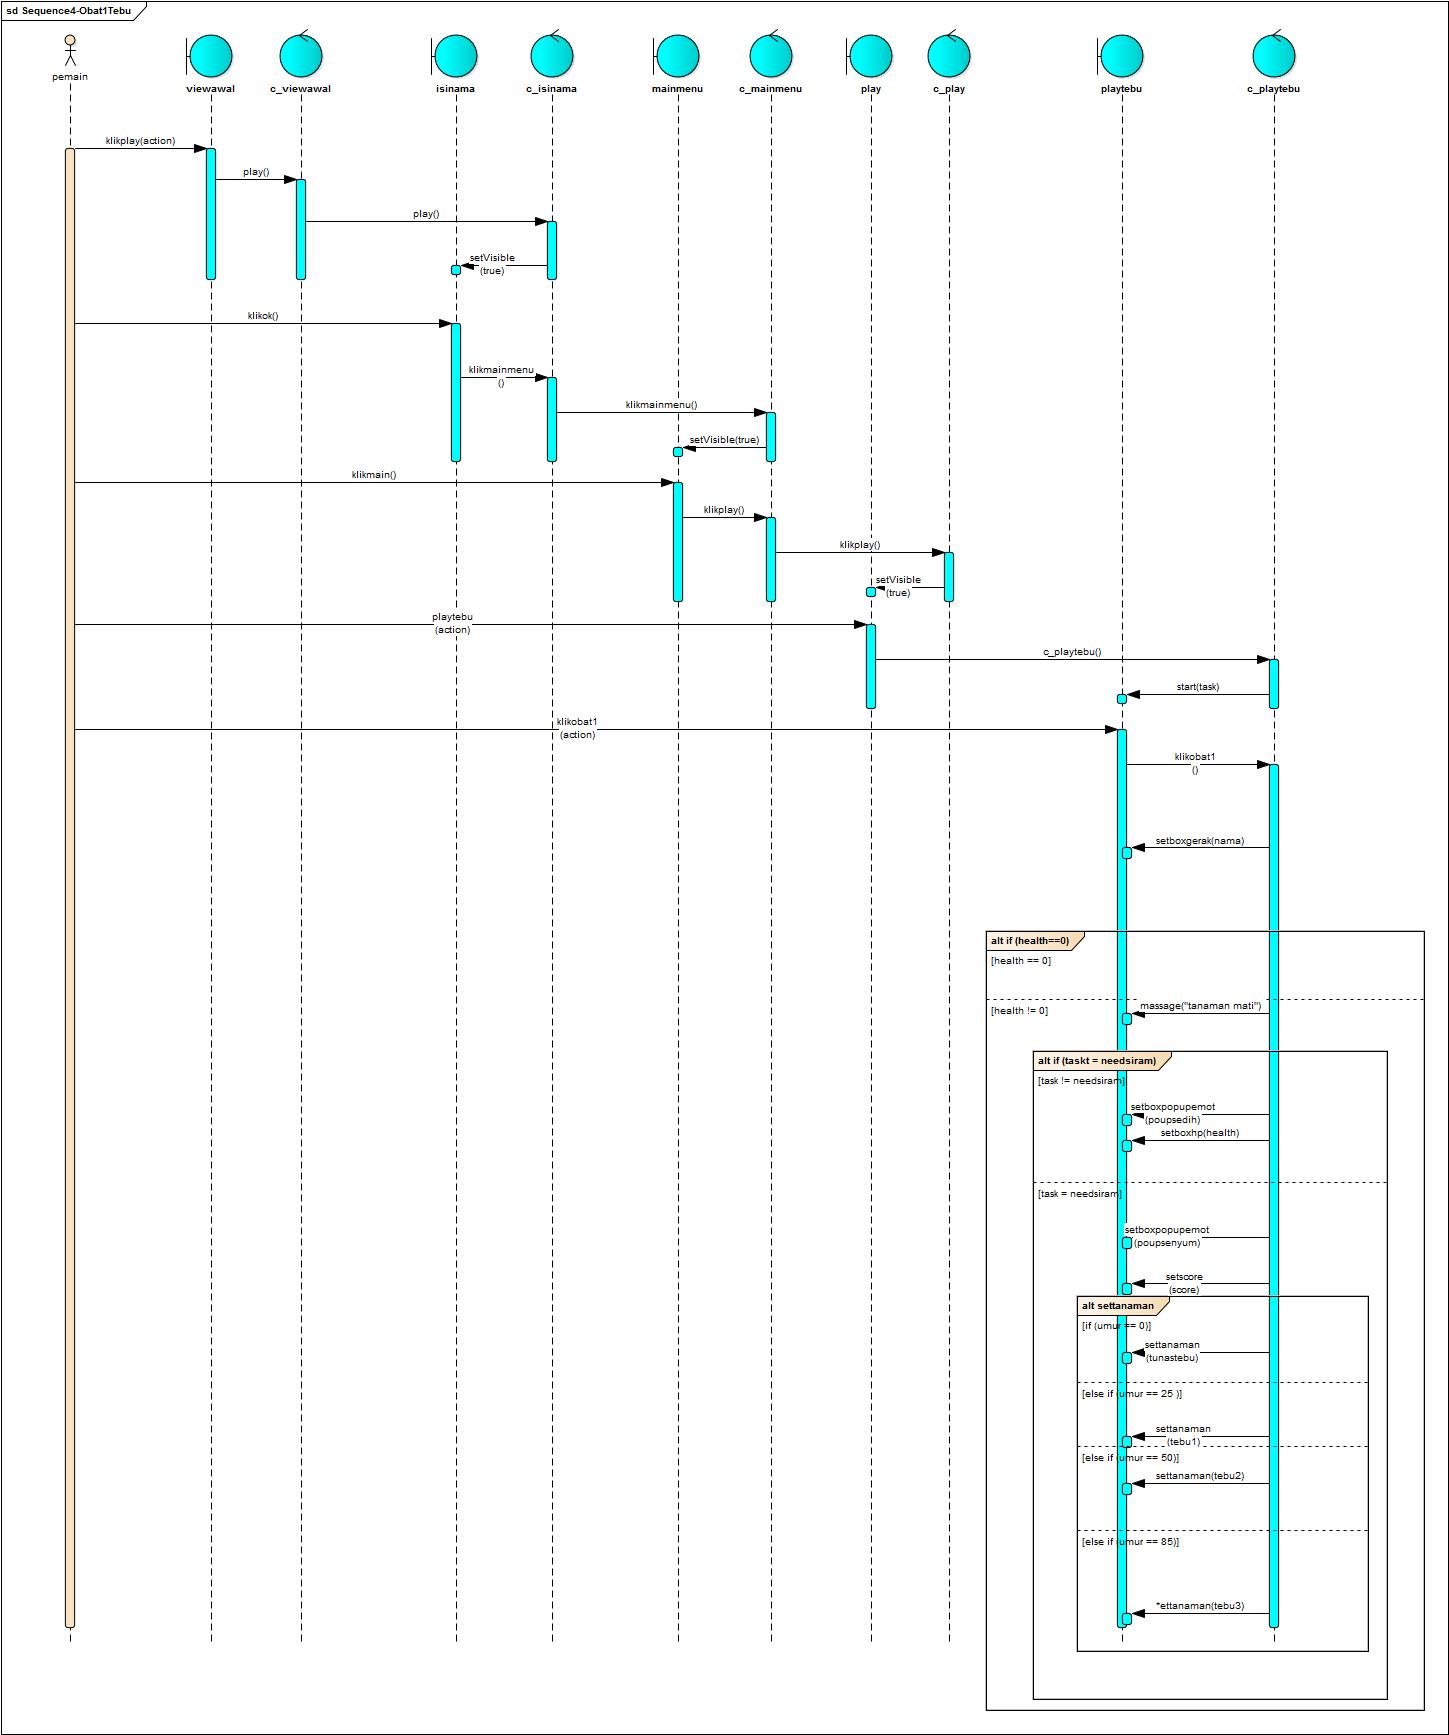 sd Sequence4-Obat1Tebu
pemain
viewawal
c_viewawal
isinama
c_isinama
mainmenu
c_mainmenu
play
c_play
playtebu
c_playtebu
klikplay(action)
play()
play()
setVisible
(true)
klikok()
klikmainmenu
()
klikmainmenu()
setVisible(true)
klikmain()
klikplay()
klikplay()
setVisible
(true)
playtebu
(action)
c_playtebu()
start(task)
klikobat1
(action)
klikobat1
()
setboxgerak(nama)
alt if (health==0)
[health == 0]
massage("tanaman mati")
[health != 0]
alt if (taskt = needsiram)
[task != needsiram]
setboxpopupemot
(poupsedih)
setboxhp(health)
[task = needsiram]
setboxpopupemot
(poupsenyum)
setscore
(score)
alt settanaman
[if (umur == 0)]
settanaman
(tunastebu)
[else if (umur == 25 )]
settanaman
(tebu1)
[else if (umur == 50)]
settanaman(tebu2)
[else if (umur == 85)]
*ettanaman(tebu3)